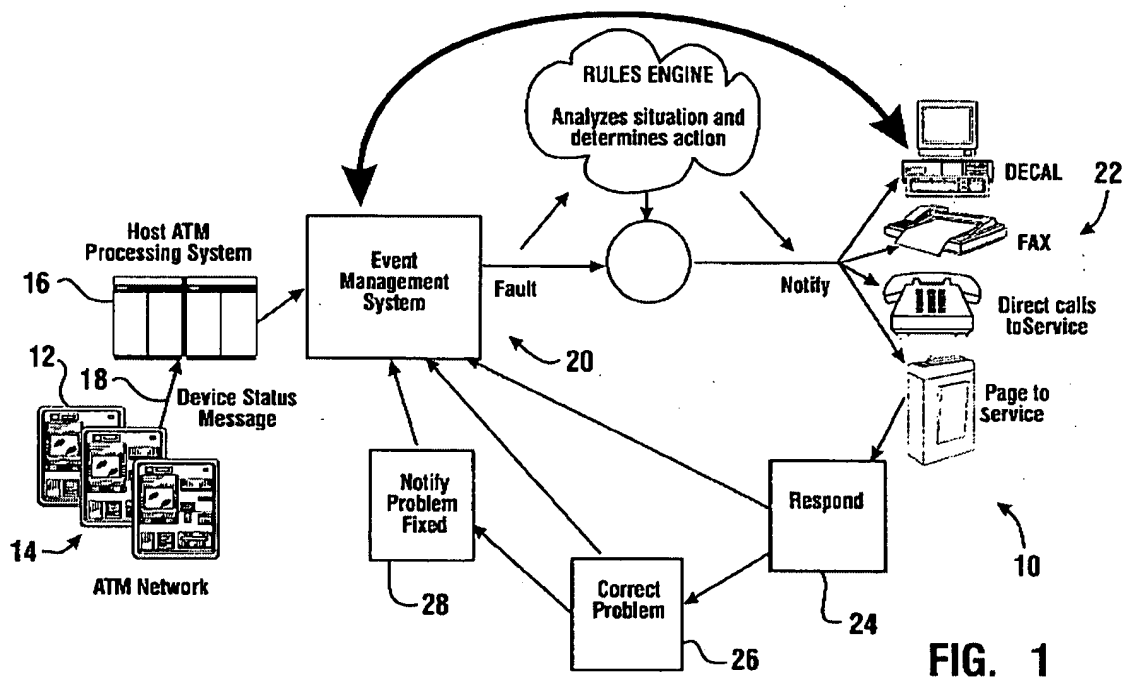 RULES ENGINE
Analyzes situation and
determines action
DECAL
22
FAX
Host ATM
Processing System
16
Event
Management
System
Fault
Notify
Direct calls
toService
20
12
18
Device Status
Message
Page to
Service
Notify
Problem
Fixed
Respond
14
ATM Network
28
Correct
Problem
24
10
26
FIG. 1